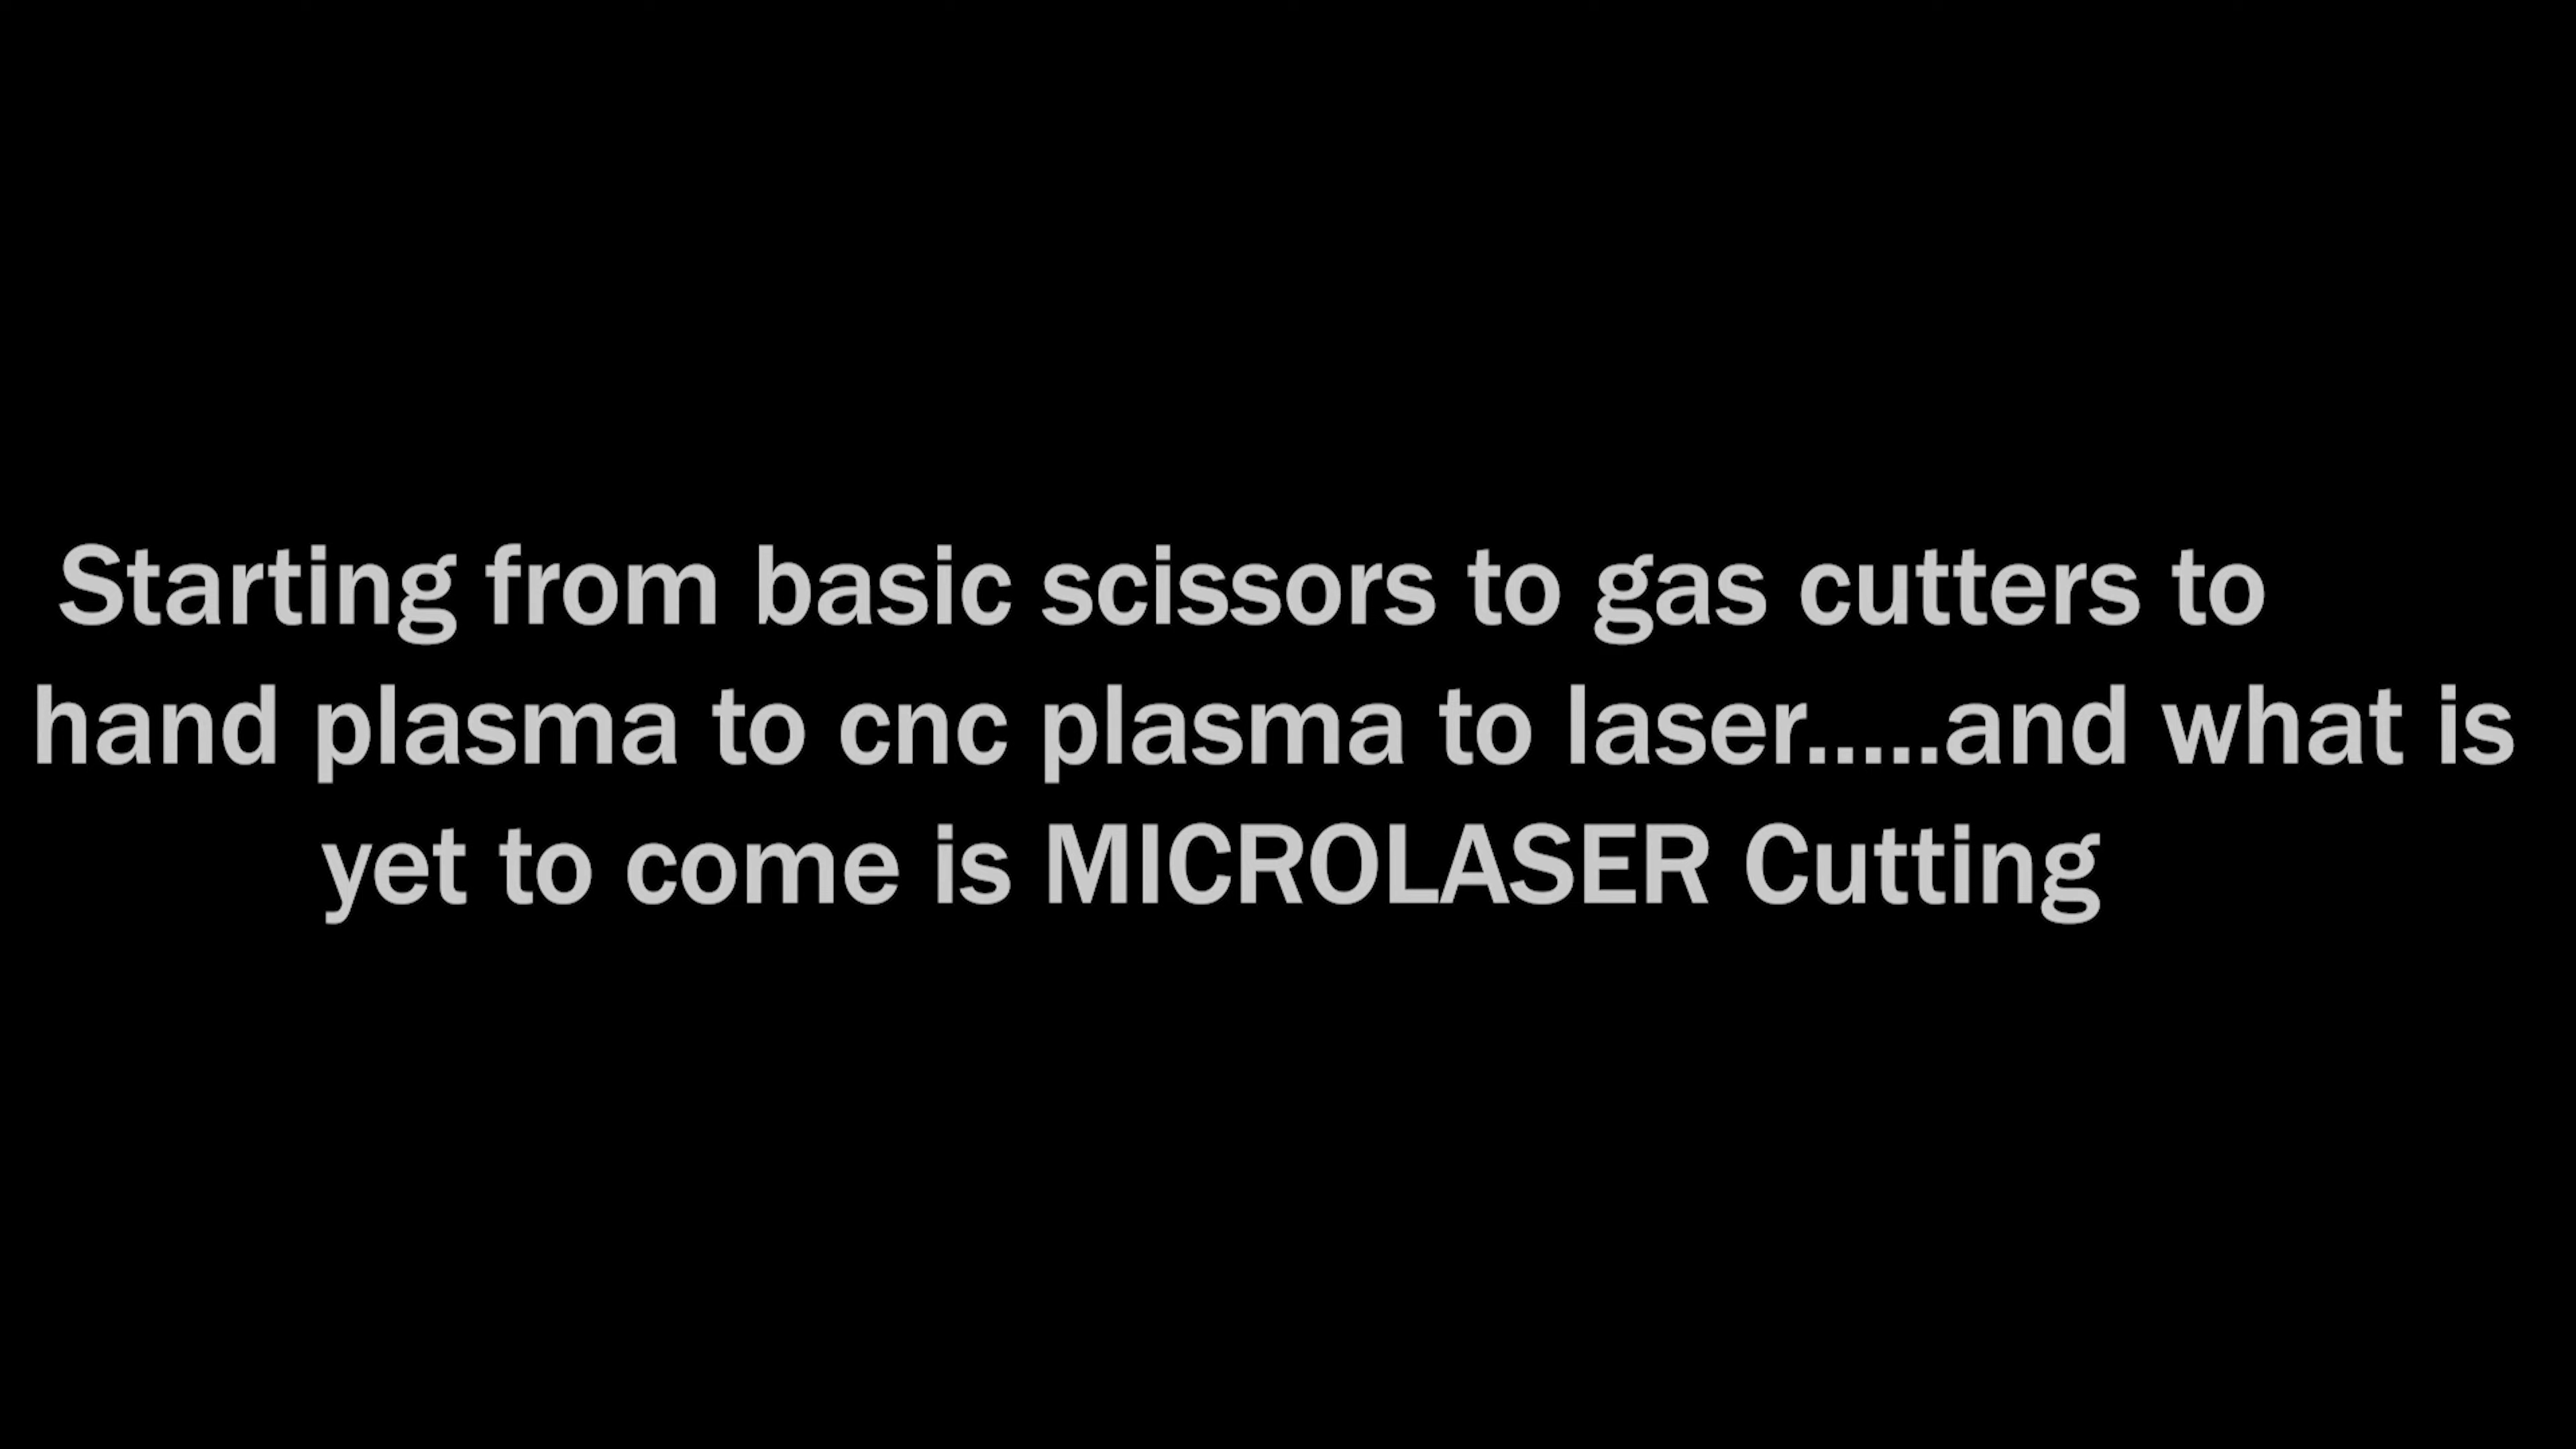 Starting from basic scissors to gas cutters to
hand plasma to cnc plasma to laser.....and what is
yet to come is MICROLASER Cutting